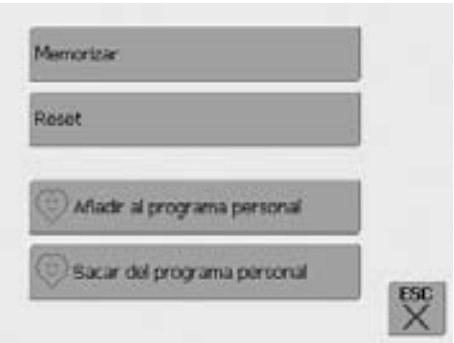 Memorizar
Reset
Añadir al programa personal
Sacar del programa personal
ESC